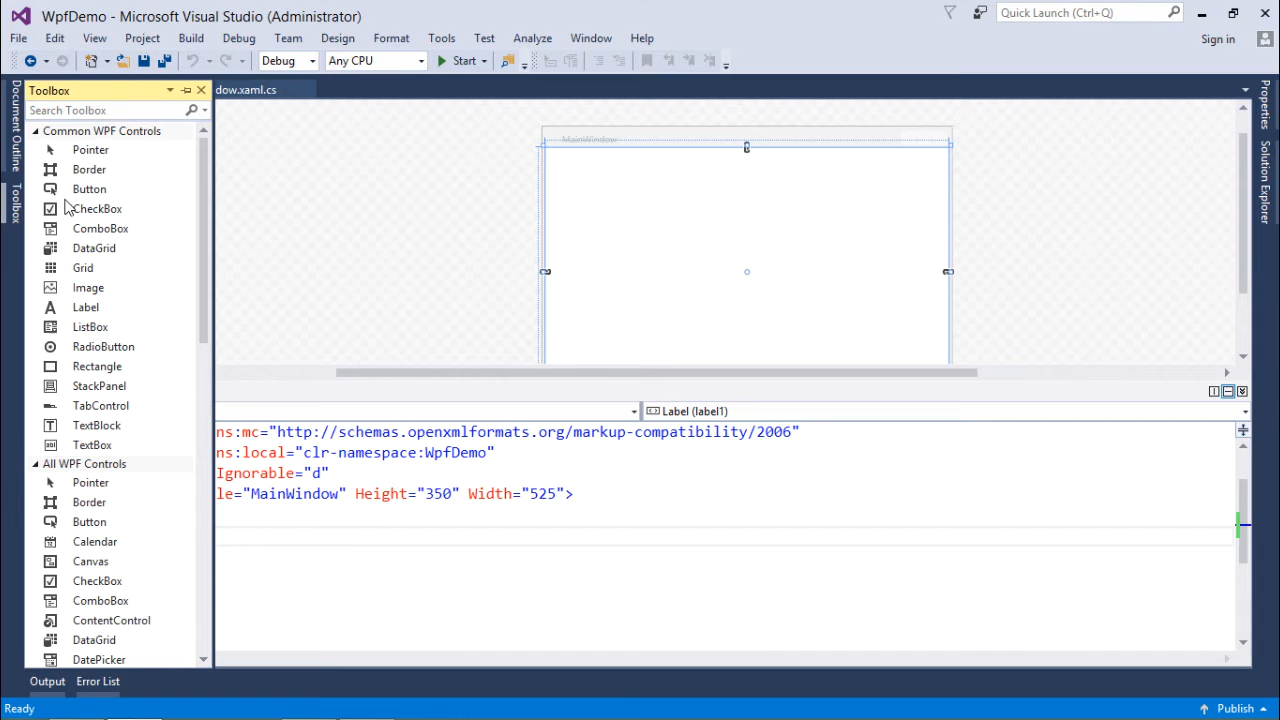 WpfDemo - Microsoft Visual Studio (Administrator)
Quick Launch (Ctrl+Q)
File Edit View Project Build Debug Team Design Format Tools Test Analyze Window Help
Sign in
Debug Any CPU Start
Document Outline
Toolbox
Toolbox
Search Toolbox
Common WPF Controls
Pointer
Border
Button
CheckBox
ComboBox
DataGrid
Grid
Image
Label
ListBox
RadioButton
Rectangle
StackPanel
TabControl
TextBlock
TextBox
All WPF Controls
Pointer
Border
Button
Calendar
Canvas
CheckBox
ComboBox
ContentControl
DataGrid
DatePicker
dow.xaml.cs
MainWindow
Label (label1)
ns:mc="http://schemas.openxmlformats.org/markup-compatibility/2006"
ns:local="clr-namespace:WpfDemo"
Ignorable="d"
le="MainWindow" Height="350" Width="525">
Properties
Solution Explorer
Output Error List
Ready
Publish